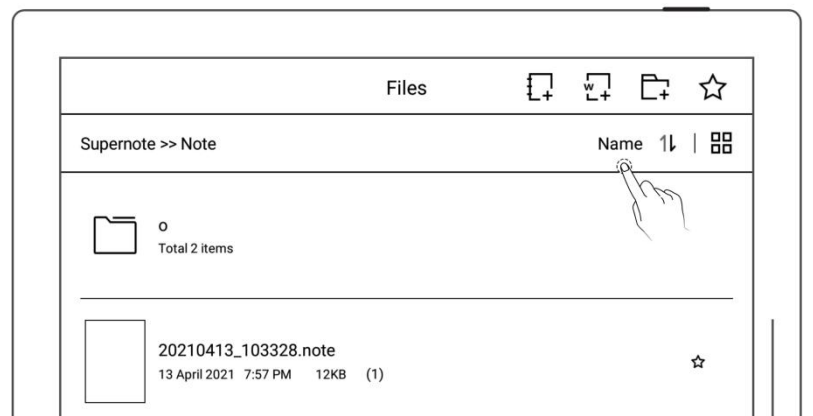 Files
W
Supernote >> Note
Name
o
Total 2 items
20210413_103328.note
13 April 2021 7:57 PM 12KB (1)